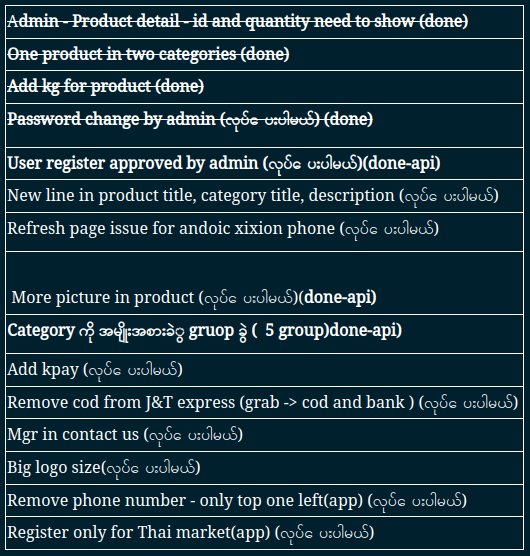 Admin - Product detail - id and quantity need to show (done)
One product in two categories (done)
Add kg for product (done)
Password change by admin (လုပ်ပေးပါမယ်) (done)
User register approved by admin (လုပ်ပေးပါမယ်)(done-api)
New line in product title, category title, description (လုပ်ပေးပါမယ်)
Refresh page issue for andoic xixion phone (လုပ်ပေးပါမယ်)
More picture in product (လုပ်ပေးပါမယ်)(done-api)
Category ကို အမျိုးအစားခဲွ gruop ခွဲ ( 5 group)done-api)
Add kpay (လုပ်ပေးပါမယ်)
Remove cod from J&T express (grab -> cod and bank ) (လုပ်ပေးပါမယ်)
Mgr in contact us (လုပ်ပေးပါမယ်)
Big logo size(လုပ်ပေးပါမယ်)
Remove phone number - only top one left(app) (လုပ်ပေးပါမယ်)
Register only for Thai market(app) (လုပ်ပေးပါမယ်)